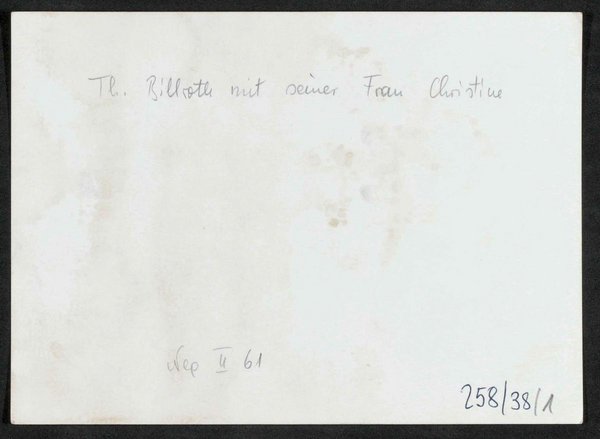 Th. Billroth mit seiner Frau Christine
Neg II 61
258/38/1